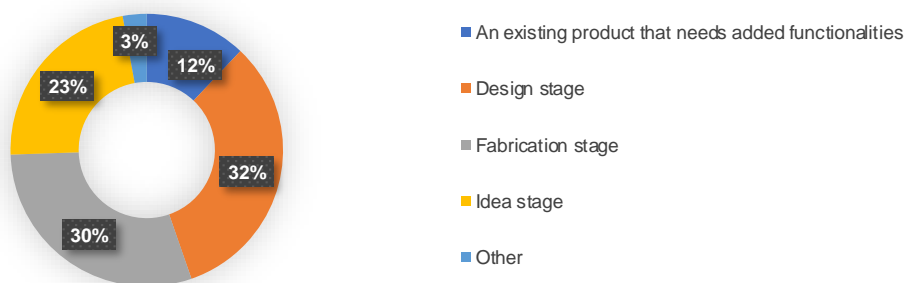 3%
12%
23%
32%
30%
An existing product that needs added functionalities
Design stage
Fabrication stage
Idea stage
Other